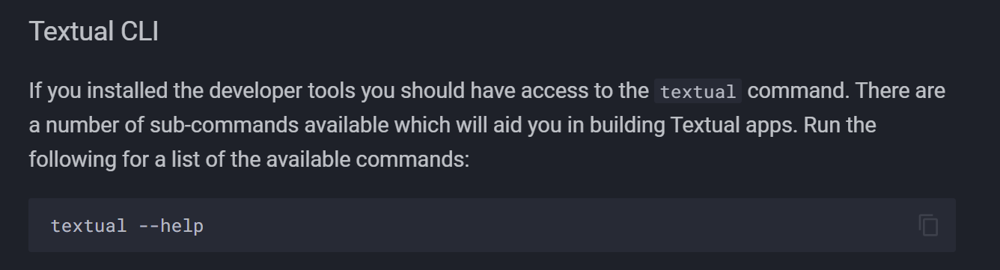 Textual CLI
If you installed the developer tools you should have access to the textual command. There are
a number of sub-commands available which will aid you in building Textual apps. Run the
following for a list of the available commands:
textual --help